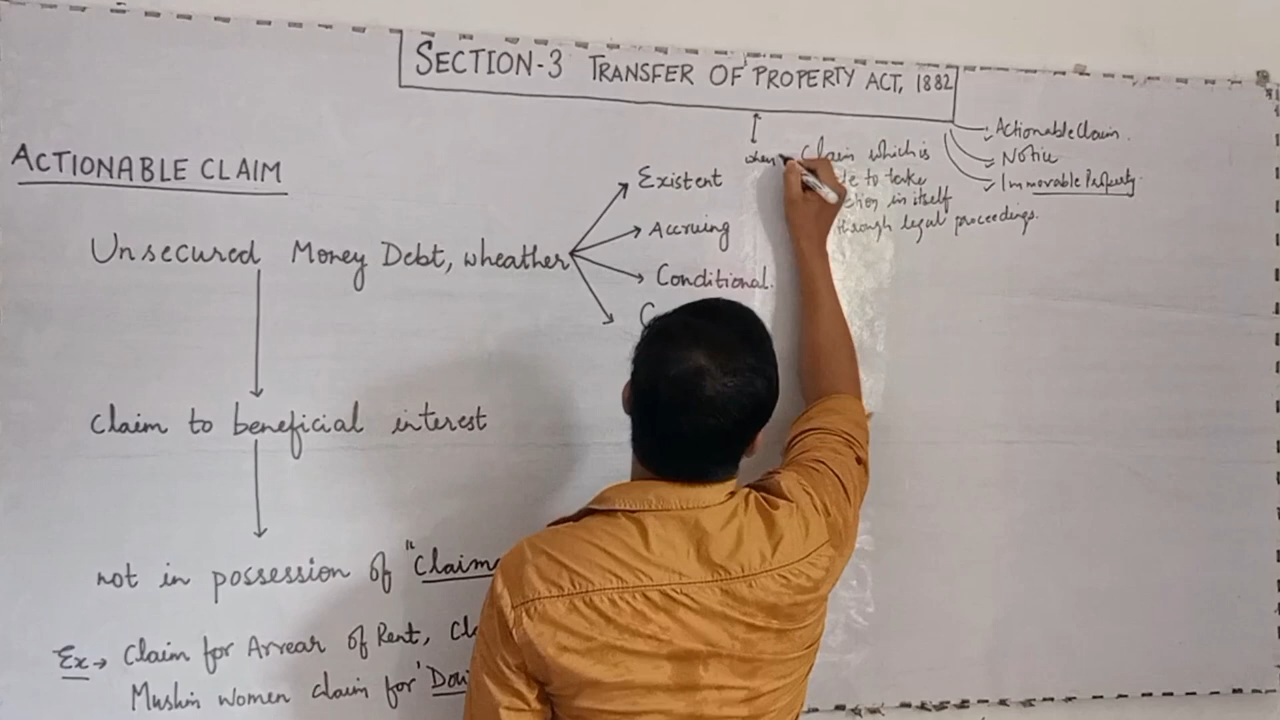 SECTION-3 TRANSFER OF PROPERTY ACT, 1882
Actionable Claim.
Notice
Immovable Property
ACTIONABLE CLAIM
when Claim which is
to take
in itself
through legal proceedings.
Unsecured Money Debt, wheather
Existent
Accruing
Conditional.
Claim to beneficial interest
not in possession of "Claim
Ex→ Claim for Arrear of Rent,
Muslim women claim for